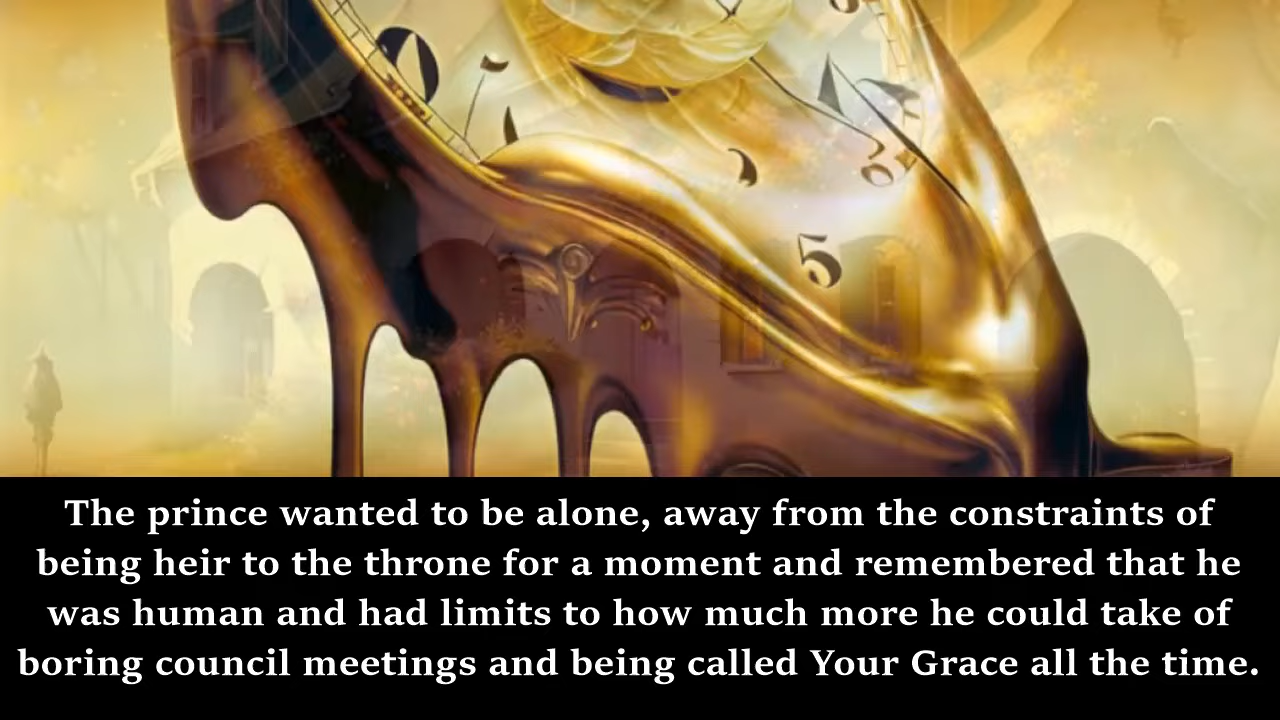 The prince wanted to be alone, away from the constraints of
being heir to the throne for a moment and remembered that he
was human and had limits to how much more he could take of
boring council meetings and being called Your Grace all the time.
5